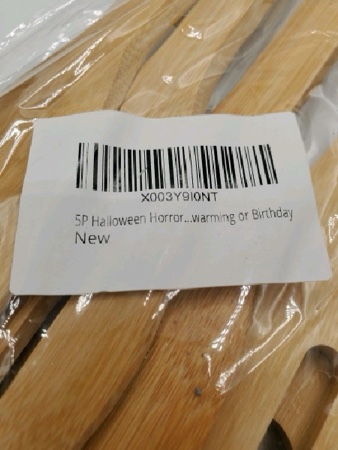 X003Y9I0NT
5P Halloween Horror...warming or Birthday
New